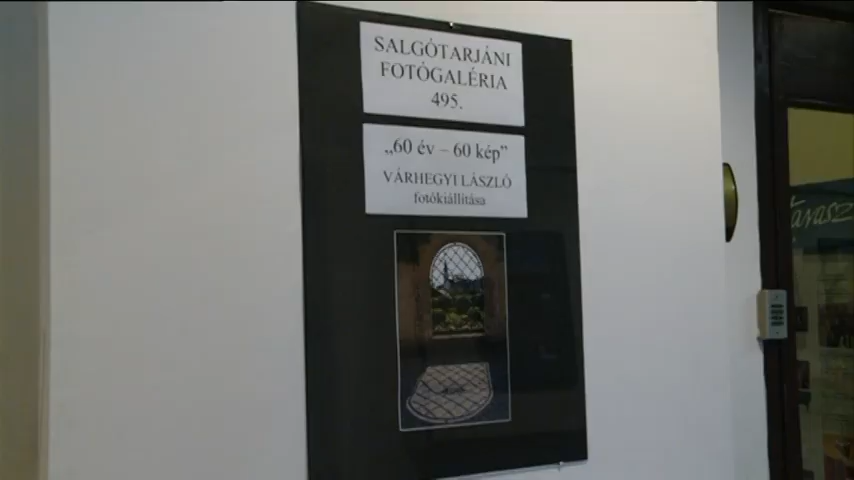 SALGÓTARJÁNI
FOTÓGALÉRIA
495.
„60 év – 60 kép”
VÁRHEGYI LÁSZLÓ
fotókiállítása